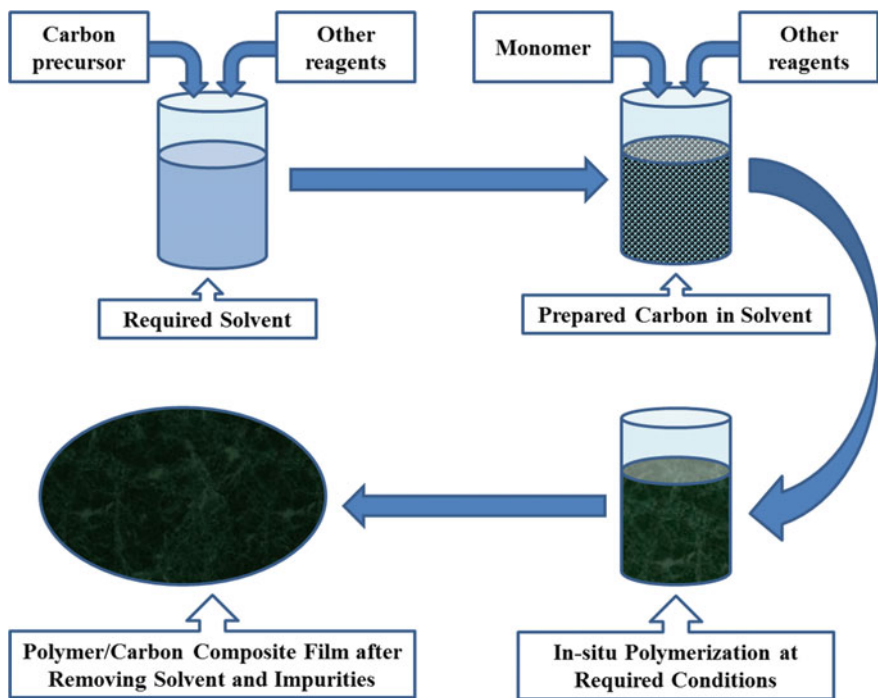 Carbon
precursor
Other
reagents
Monomer
Other
reagents
Required Solvent
Prepared Carbon in Solvent
Polymer/Carbon Composite Film after
Removing Solvent and Impurities
In-situ Polymerization at
Required Conditions